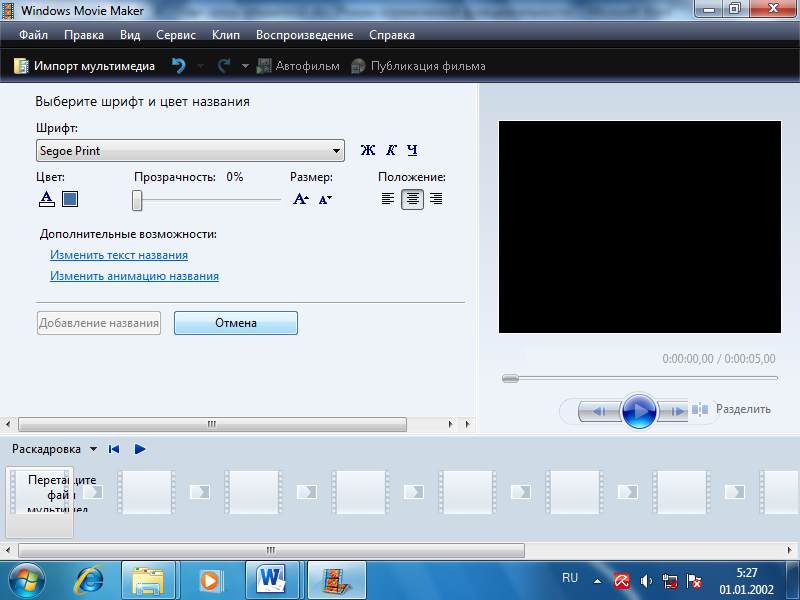 Windows Movie Maker
Файл Правка Вид Сервис Клип Воспроизведение Справка
Импорт мультимедиа Автофильм Публикация фильма
Выберите шрифт и цвет названия
Шрифт:
Segoe Print Ж К Ч
Цвет: Прозрачность: 0% Размер: Положение:
Дополнительные возможности:
Изменить текст названия
Изменить анимацию названия
Добавление названия Отмена
0:00:00,00 / 0:00:05,00
Разделить
Раскадровка
Перетащите
файл
мультимед
RU 5:27
01.01.2002